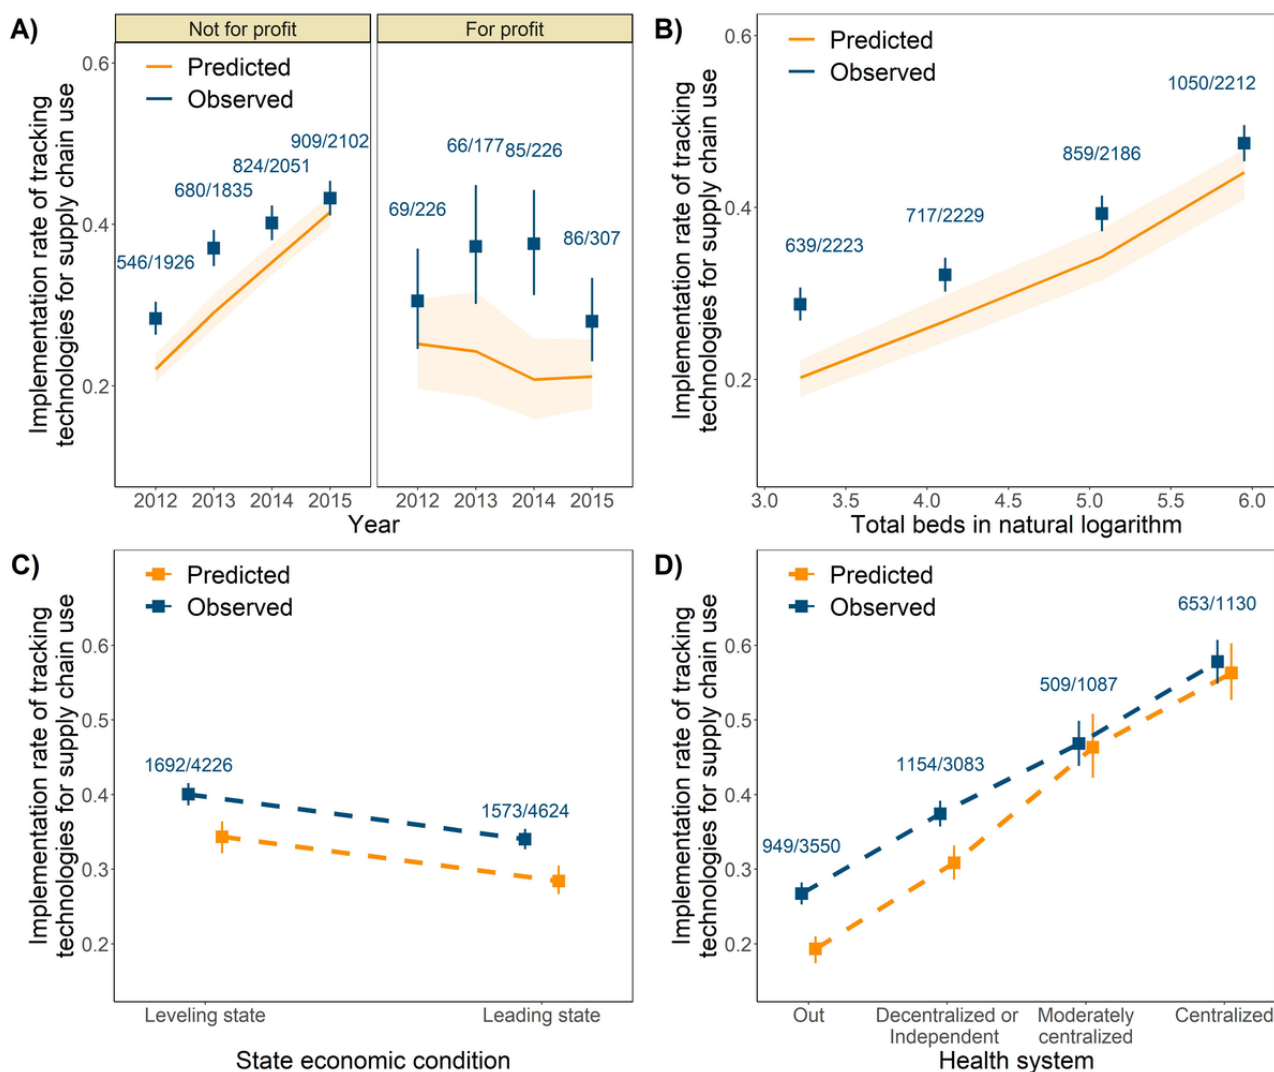 A)
Not for profit
For profit
Predicted
Observed
Implementation rate of tracking
technologies for supply chain use
0.6
0.4
0.2
546/1926
680/1835
824/2051
909/2102
69/226
66/177
85/226
86/307
2012 2013 2014 2015
2012 2013 2014 2015
Year
B)
Predicted
Observed
Implementation rate of tracking
technologies for supply chain use
0.6
0.4
0.2
639/2223
717/2229
859/2186
1050/2212
3.0 3.5 4.0 4.5 5.0 5.5 6.0
Total beds in natural logarithm
C)
Predicted
Observed
Implementation rate of tracking
technologies for supply chain use
0.6
0.5
0.4
0.3
0.2
1692/4226
1573/4624
Leveling state
Leading state
State economic condition
D)
Predicted
Observed
Implementation rate of tracking
technologies for supply chain use
0.6
0.5
0.4
0.3
0.2
949/3550
1154/3083
509/1087
653/1130
Out
Decentralized or
Independent
Moderately
centralized
Centralized
Health system